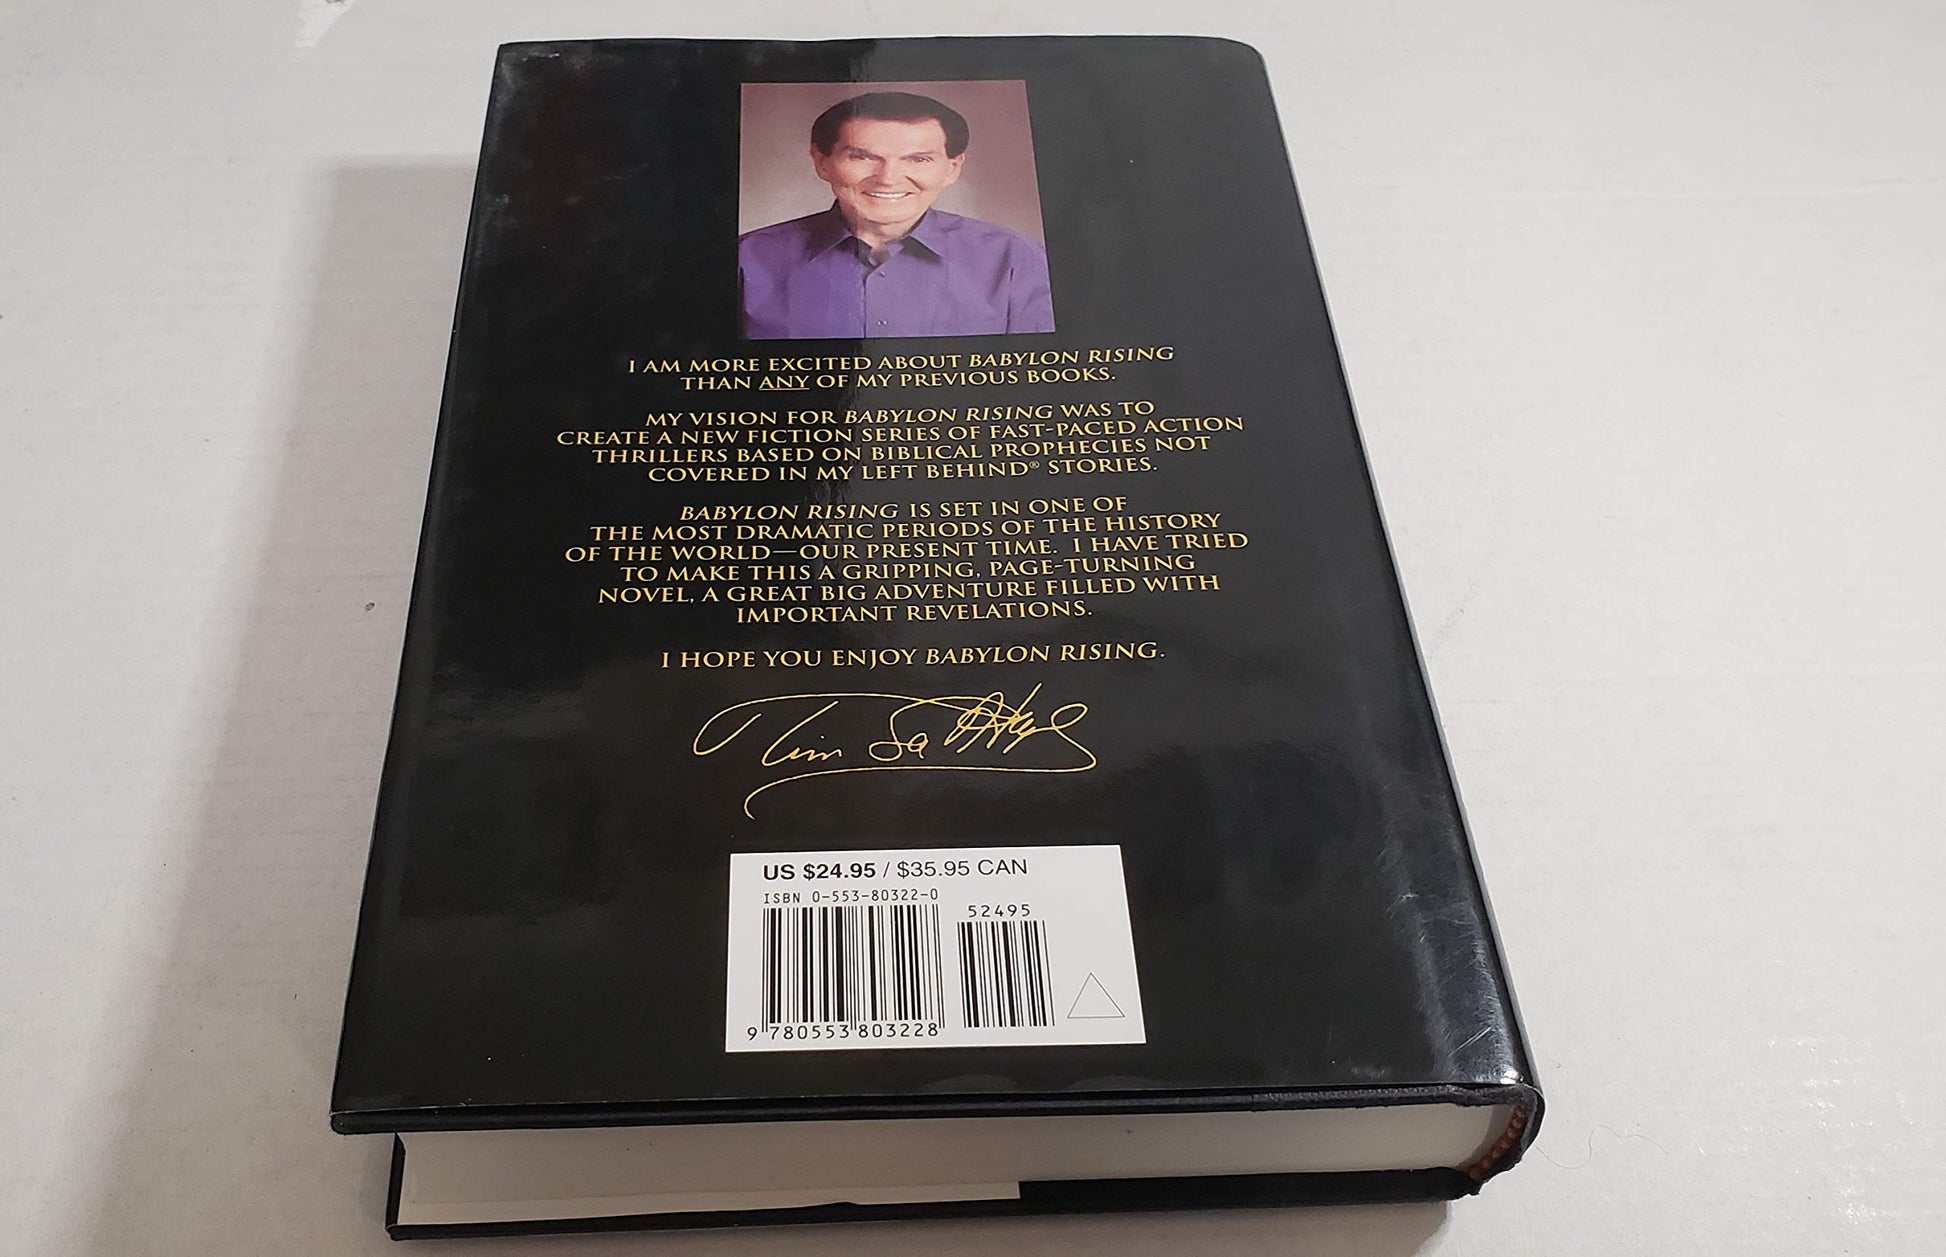 I AM MORE EXCITED ABOUT BABYLON RISING
THAN ANY OF MY PREVIOUS BOOKS.
MY VISION FOR BABYLON RISING WAS TO
CREATE A NEW FICTION SERIES OF FAST-PACED ACTION
THRILLERS BASED ON BIBLICAL PROPHECIES NOT
COVERED IN MY LEFT BEHIND® STORIES.
BABYLON RISING IS SET IN ONE OF
THE MOST DRAMATIC PERIODS OF THE HISTORY
OF THE WORLD—OUR PRESENT TIME. I HAVE TRIED
TO MAKE THIS A GRIPPING, PAGE-TURNING
NOVEL, A GREAT BIG ADVENTURE FILLED WITH
IMPORTANT REVELATIONS.
I HOPE YOU ENJOY BABYLON RISING.
Tim LaHaye
US $24.95 / $35.95 CAN
ISBN 0-553-80322-0
52495
9 780553 803228